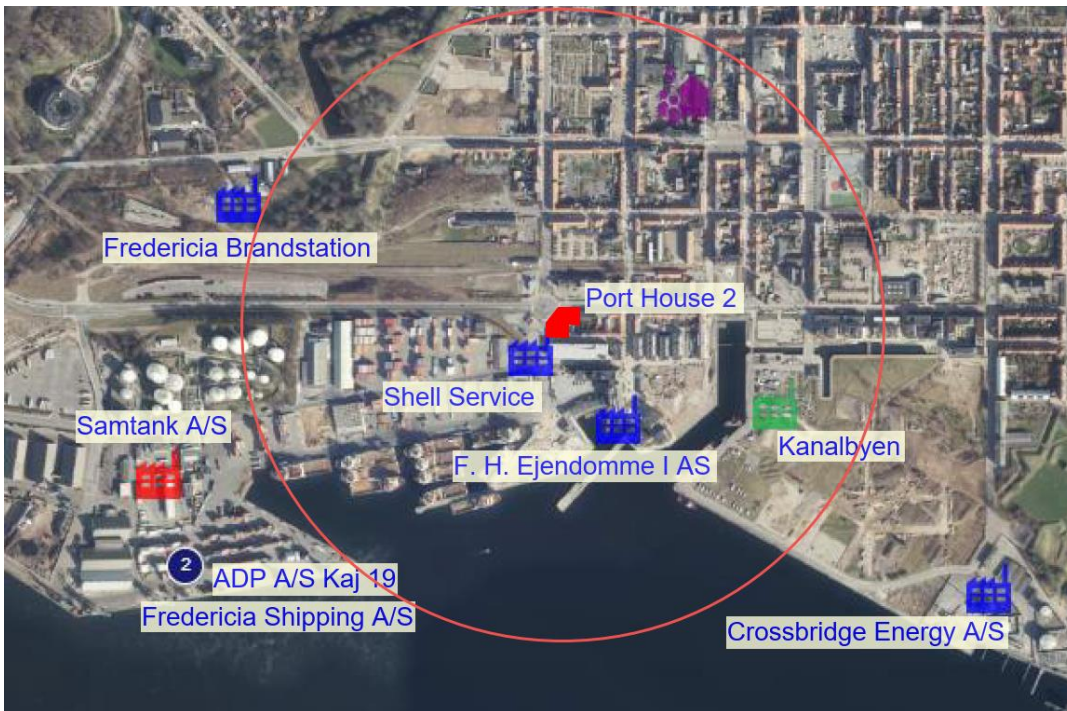 Fredericia Brandstation
Port House 2
Shell Service
Samtank A/S
F. H. Ejendomme I AS
Kanalbyen
2
ADP A/S Kaj 19
Fredericia Shipping A/S
Crossbridge Energy A/S